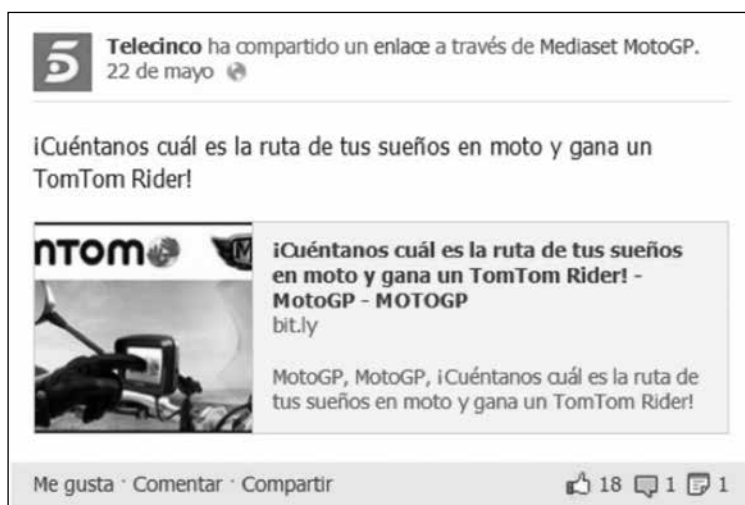 5 Telecinco ha compartido un enlace a través de Mediaset MotoGP.
22 de mayo
¡Cuéntanos cuál es la ruta de tus sueños en moto y gana un
TomTom Rider!
ntom
M
¡Cuéntanos cuál es la ruta de tus sueños
en moto y gana un TomTom Rider! -
MotoGP - MOTOGP
bit.ly
MotoGP, MotoGP, ¡Cuéntanos cuál es la ruta de
tus sueños en moto y gana un TomTom Rider!
Me gusta · Comentar · Compartir 18 1 1